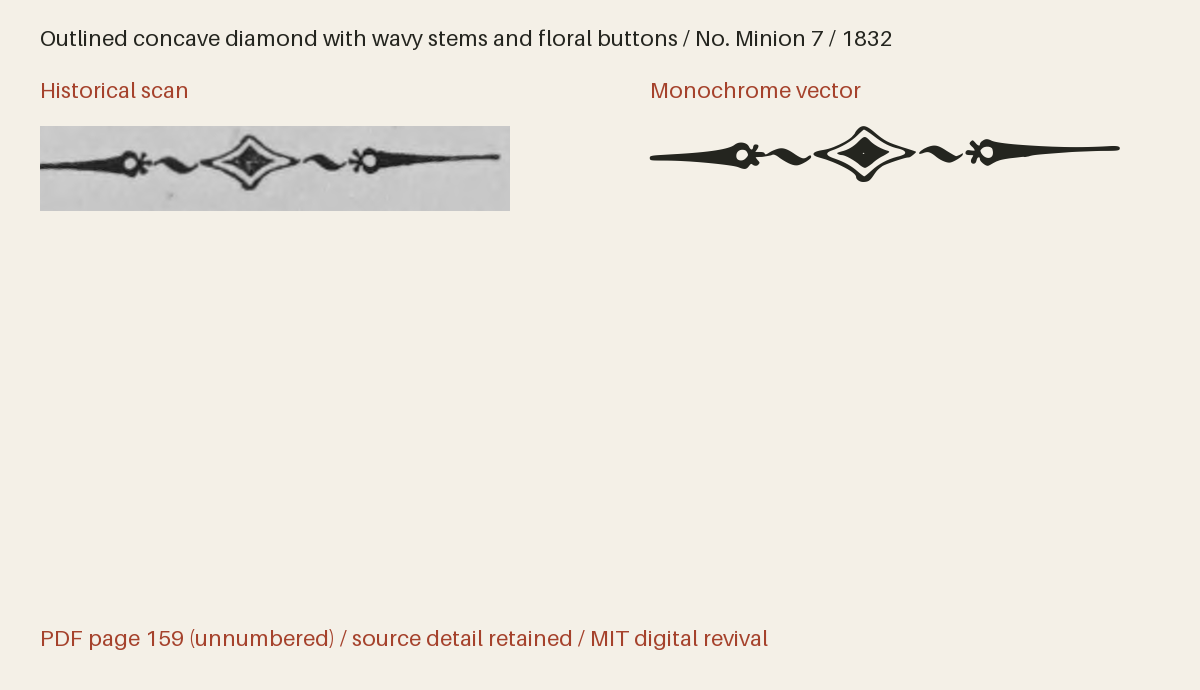 Outlined concave diamond with wavy stems and floral buttons / No. Minion 7 / 1832
Historical scan
Monochrome vector
PDF page 159 (unnumbered) / source detail retained / MIT digital revival